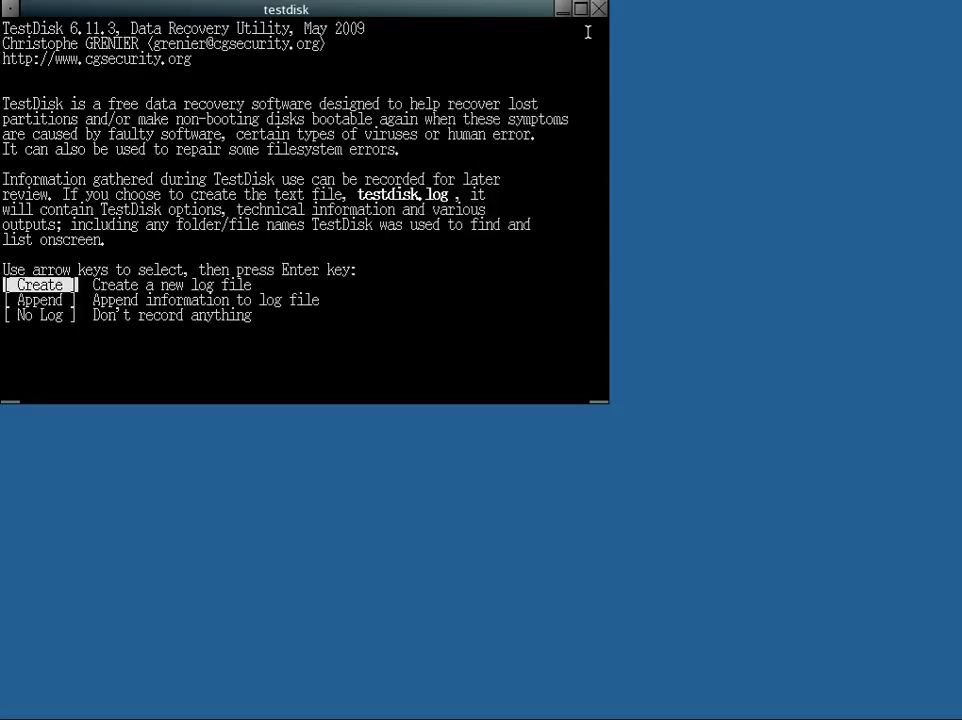 testdisk
TestDisk 6.11.3, Data Recovery Utility, May 2009
Christophe GRENIER <grenier@cgsecurity.org>
http://www.cgsecurity.org
TestDisk is a free data recovery software designed to help recover lost
partitions and/or make non-booting disks bootable again when these symptoms
are caused by faulty software, certain types of viruses or human error.
It can also be used to repair some filesystem errors.
Information gathered during TestDisk use can be recorded for later
review. If you choose to create the text file, testdisk.log , it
will contain TestDisk options, technical information and various
outputs; including any folder/file names TestDisk was used to find and
list onscreen.
Use arrow keys to select, then press Enter key:
[ Create ] Create a new log file
[ Append ] Append information to log file
[ No Log ] Don't record anything